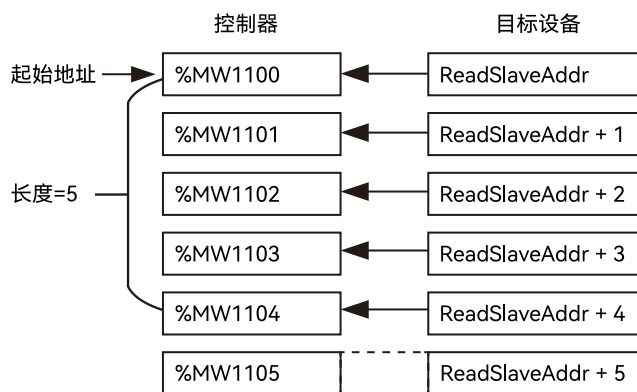 控制器 目标设备
起始地址 %MW1100 ReadSlaveAddr
%MW1101 ReadSlaveAddr + 1
长度=5 %MW1102 ReadSlaveAddr + 2
%MW1103 ReadSlaveAddr + 3
%MW1104 ReadSlaveAddr + 4
%MW1105 ReadSlaveAddr + 5